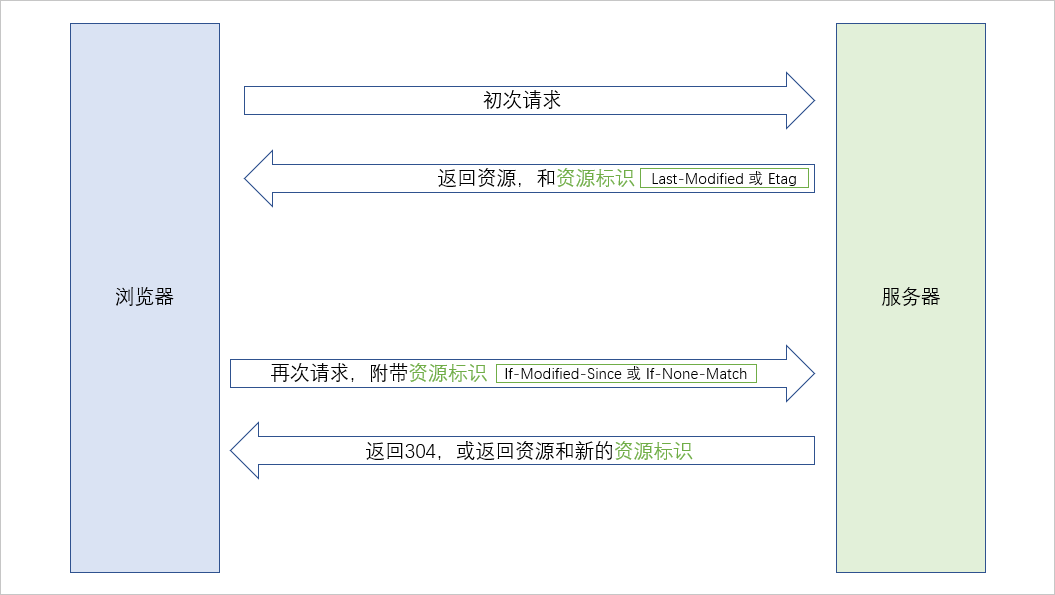 初次请求
返回资源，和资源标识 Last-Modified 或 Etag
浏览器
服务器
再次请求，附带资源标识 If-Modified-Since 或 If-None-Match
返回304，或返回资源和新的资源标识